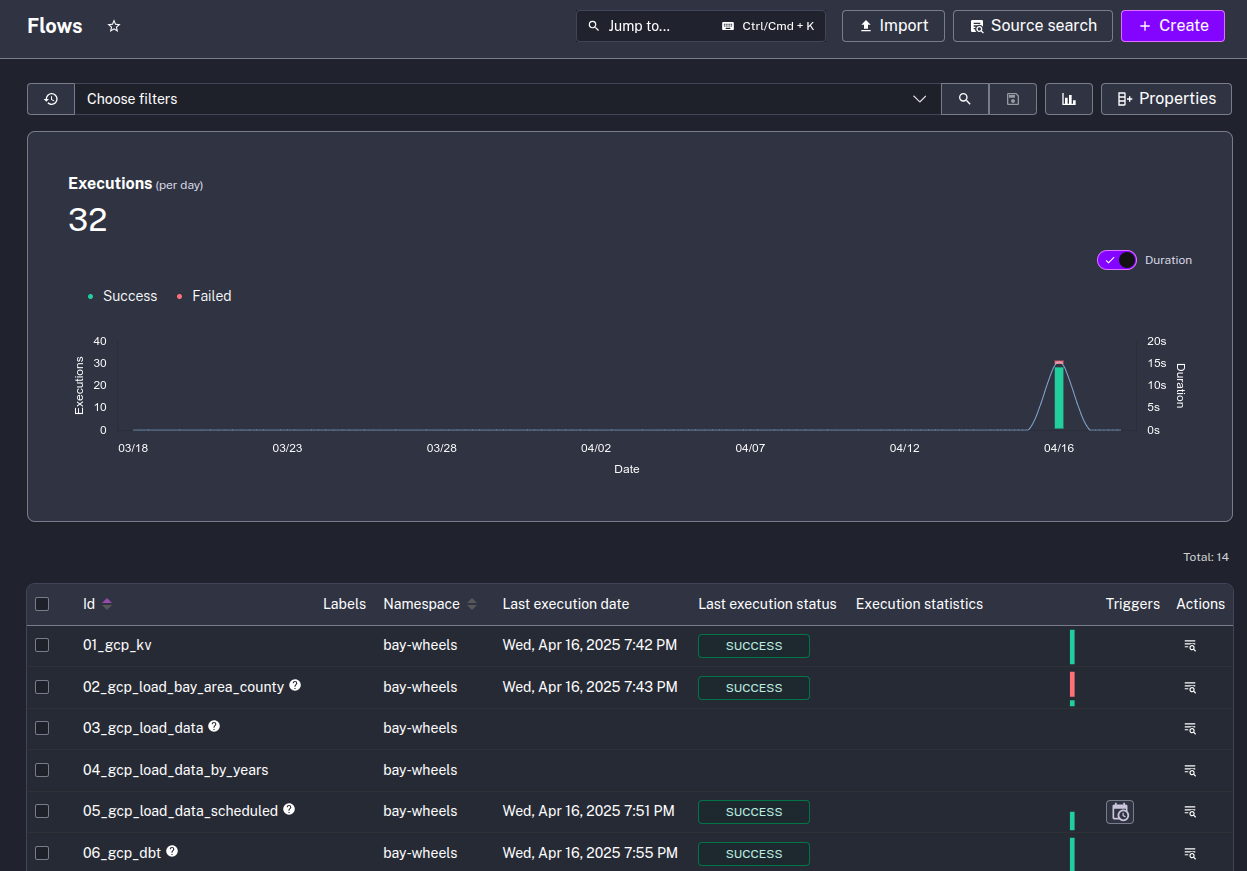 Flows
Jump to... Ctrl/Cmd + K
Import
Source search
+ Create
Choose filters
Properties
Executions (per day)
32
Duration
Success Failed
40 20s
30 15s
20 10s
10 5s
0 0s
Executions
Duration
03/18 03/23 03/28 04/02 04/07 04/12 04/16
Date
Total: 14
Id Labels Namespace Last execution date Last execution status Execution statistics Triggers Actions
01_gcp_kv bay-wheels Wed, Apr 16, 2025 7:42 PM SUCCESS
02_gcp_load_bay_area_county ? bay-wheels Wed, Apr 16, 2025 7:43 PM SUCCESS
03_gcp_load_data ? bay-wheels
04_gcp_load_data_by_years bay-wheels
05_gcp_load_data_scheduled ? bay-wheels Wed, Apr 16, 2025 7:51 PM SUCCESS
06_gcp_dbt ? bay-wheels Wed, Apr 16, 2025 7:55 PM SUCCESS